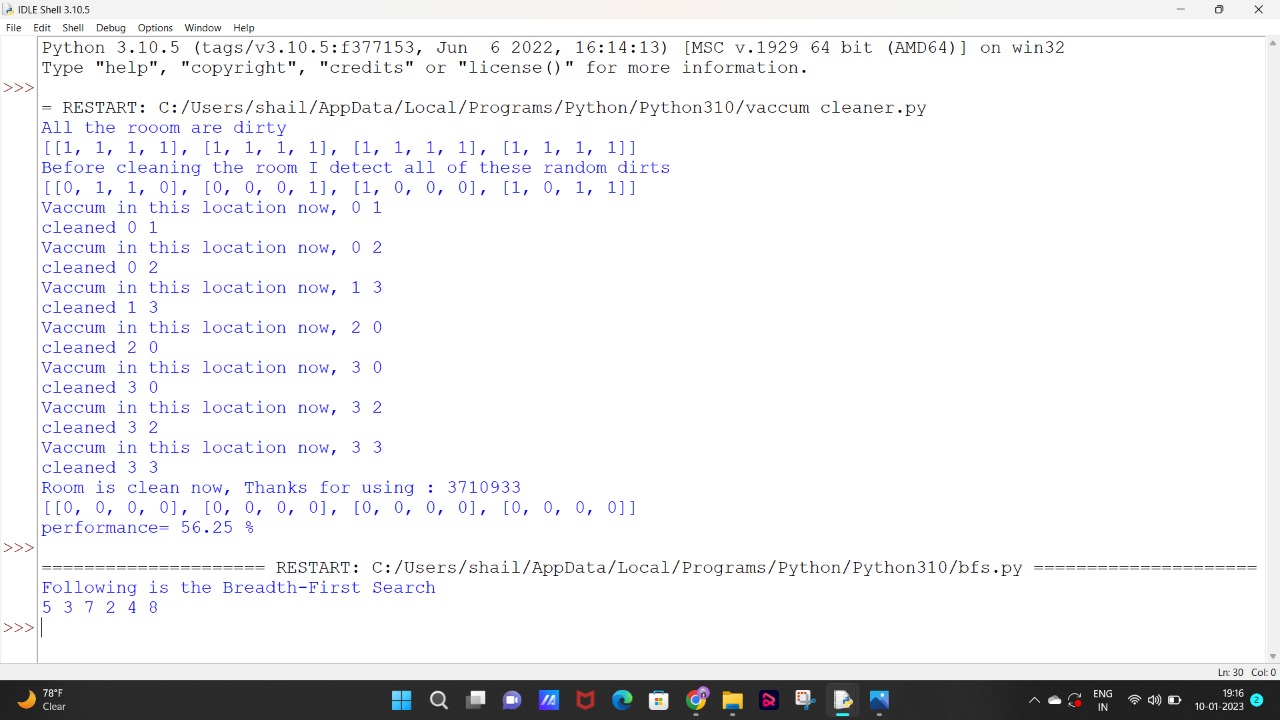 IDLE Shell 3.10.5
File Edit Shell Debug Options Window Help
Python 3.10.5 (tags/v3.10.5:f377153, Jun  6 2022, 16:14:13) [MSC v.1929 64 bit (AMD64)] on win32
Type "help", "copyright", "credits" or "license()" for more information.
>>>
= RESTART: C:/Users/shail/AppData/Local/Programs/Python/Python310/vaccum cleaner.py
All the rooom are dirty
[[1, 1, 1, 1], [1, 1, 1, 1], [1, 1, 1, 1], [1, 1, 1, 1]]
Before cleaning the room I detect all of these random dirts
[[0, 1, 1, 0], [0, 0, 0, 1], [1, 0, 0, 0], [1, 0, 1, 1]]
Vaccum in this location now, 0 1
cleaned 0 1
Vaccum in this location now, 0 2
cleaned 0 2
Vaccum in this location now, 1 3
cleaned 1 3
Vaccum in this location now, 2 0
cleaned 2 0
Vaccum in this location now, 3 0
cleaned 3 0
Vaccum in this location now, 3 2
cleaned 3 2
Vaccum in this location now, 3 3
cleaned 3 3
Room is clean now, Thanks for using : 3710933
[[0, 0, 0, 0], [0, 0, 0, 0], [0, 0, 0, 0], [0, 0, 0, 0]]
performance= 56.25 %
>>>
===================== RESTART: C:/Users/shail/AppData/Local/Programs/Python/Python310/bfs.py =====================
Following is the Breadth-First Search
5 3 7 2 4 8
>>>
Ln: 30 Col: 0
78°F
Clear
ENG
IN
19:16
10-01-2023
2